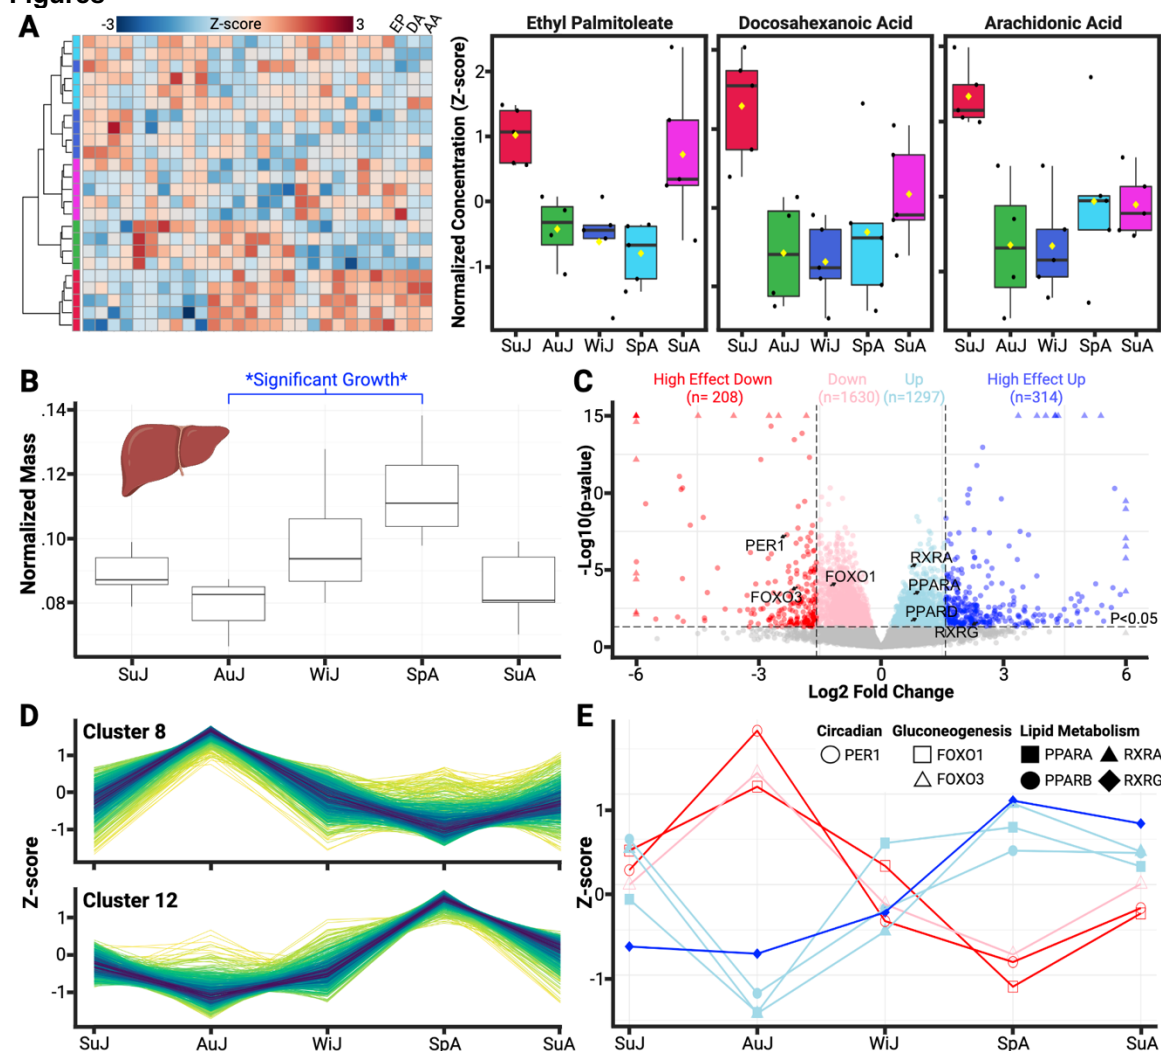 Figures
A
-3 Z-score 3
EP DA AA
Ethyl Palmitoleate
Docosahexanoic Acid
Arachidonic Acid
Normalized Concentration (Z-score)
2
1
0
-1
SuJ AuJ WiJ SpA SuA
SuJ AuJ WiJ SpA SuA
SuJ AuJ WiJ SpA SuA
B
*Significant Growth*
Normalized Mass
.14
.12
.10
.08
SuJ AuJ WiJ SpA SuA
C
High Effect Down
(n= 208)
Down
(n=1630)
Up
(n=1297)
High Effect Up
(n=314)
-Log10(p-value)
15
10
5
0
PER1
FOXO3
FOXO1
RXRA
PPARA
PPARD
RXRG
P<0.05
-6 -3 0 3 6
Log2 Fold Change
D
Cluster 8
1
0
-1
Z-score
Cluster 12
1
0
-1
SuJ AuJ WiJ SpA SuA
E
Circadian
PER1
Gluconeogenesis
FOXO1
FOXO3
Lipid Metabolism
PPARA RXRA
PPARB RXRG
Z-score
1
0
-1
SuJ AuJ WiJ SpA SuA